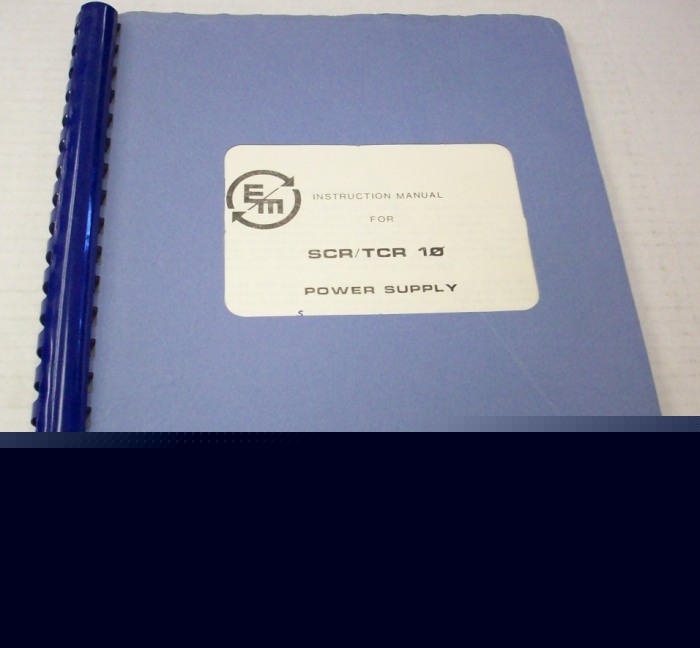 E/M
INSTRUCTION MANUAL
FOR
SCR/TCR 10
POWER SUPPLY
S